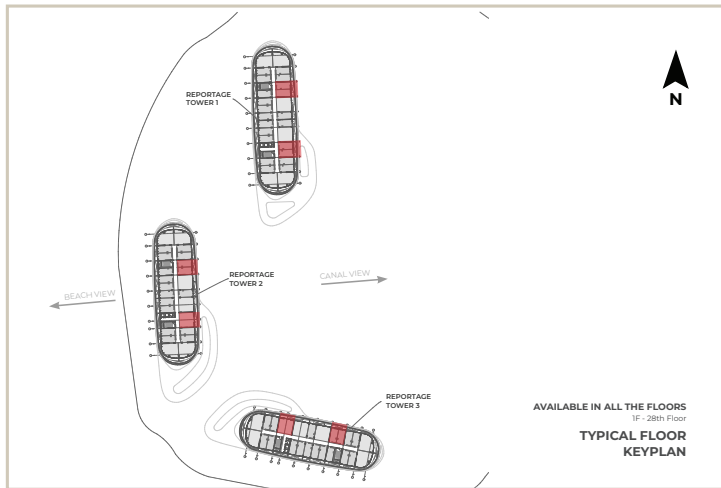 REPORTAGE
TOWER 1
N
REPORTAGE
TOWER 2
CANAL VIEW
BEACH VIEW
REPORTAGE
TOWER 3
AVAILABLE IN ALL THE FLOORS
1F - 28th Floor
TYPICAL FLOOR
KEYPLAN